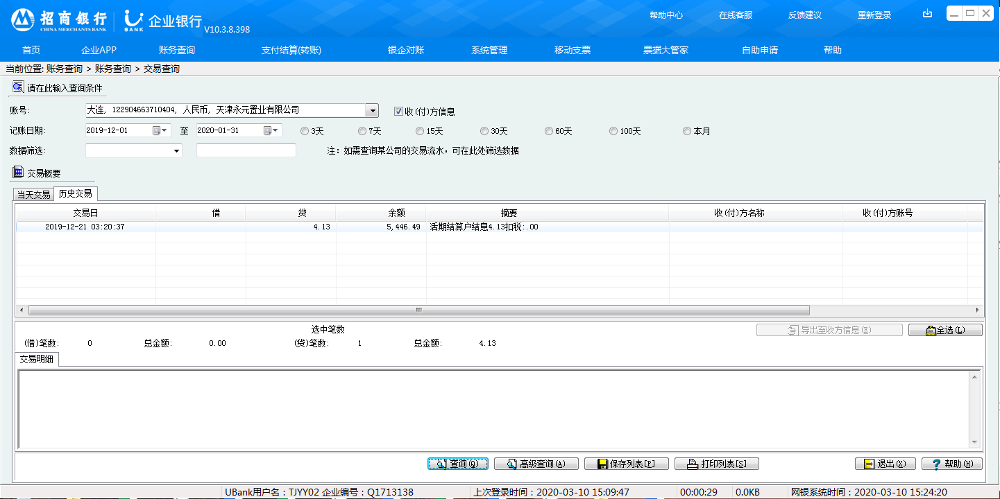 招商银行 CHINA MERCHANTS BANK U BANK 企业银行 V10.3.8.398 帮助中心 在线客服 反馈建议 重新登录
首页 企业APP 账务查询 支付结算(转账) 银企对账 系统管理 移动支票 票据大管家 自助申请 帮助
当前位置: 账务查询 > 账务查询 > 交易查询
请在此输入查询条件
账号: 大连, 122904663710404, 人民币, 天津永元置业有限公司 收(付)方信息
记账日期: 2019-12-01 至 2020-01-31 3天 7天 15天 30天 60天 100天 本月
数据筛选: 注: 如需查询某公司的交易流水, 可在此处筛选数据
交易概要
当天交易 历史交易
交易日 借 贷 余额 摘要 收(付)方名称 收(付)方账号
2019-12-21 03:20:37 4.13 5,446.49 活期结算户结息4.13扣税:.00
选中笔数 导出至收方信息(E) 全选(L)
(借)笔数: 0 总金额: 0.00 (贷)笔数: 1 总金额: 4.13
交易明细
查询(Q) 高级查询(A) 保存列表[P] 打印列表[S] 退出(X) 帮助(H)
UBank用户名：TJYY02 企业编号：Q1713138 上次登录时间：2020-03-10 15:09:47 00:00:29 0.0KB 网银系统时间：2020-03-10 15:24:20